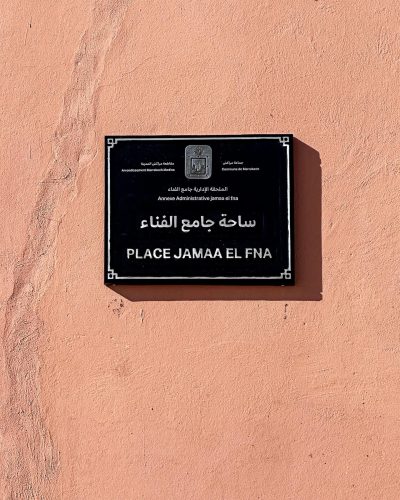 مقاطعة مراكش المدينة
Arrondissement Marrakech Medina
جماعة مراكش
Commune de Marrakech
الملحقة الإدارية جامع الفناء
Annexe Administrative jamaa el fna
ساحة جامع الفناء
PLACE JAMAA EL FNA